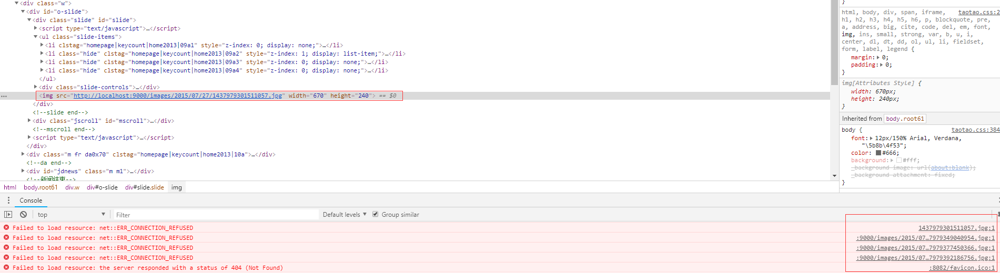 <div class="w">
<div id="o-slide">
<div class="slide" id="slide">
<script type="text/javascript">…</script>
<ul class="slide-items">
<li clstag="homepage|keycount|home2013|09a1" style="z-index: 0; display: none;">…</li>
<li class="hide" clstag="homepage|keycount|home2013|09a2" style="z-index: 1; display: list-item;">…</li>
<li class="hide" clstag="homepage|keycount|home2013|09a3" style="z-index: 0; display: none;">…</li>
<li class="hide" clstag="homepage|keycount|home2013|09a4" style="z-index: 0; display: none;">…</li>
</ul>
<div class="slide-controls">…</div>
<img src="http://localhost:9000/images/2015/07/27/1437979301511057.jpg" width="670" height="240"> == $0
</div>
<!--slide end-->
<div class="jscroll" id="mscroll">…</div>
<!--mscroll end-->
<script type="text/javascript">…</script>
</div>
<div class="m fr da0x70" clstag="homepage|keycount|home2013|10a">…</div>
<!--da end-->
<div id="jdnews" class="m m1">…</div>
<!--新闻结束-->
html body.root61 div.w div#o-slide div#slide.slide img
}
html, body, div, span, iframe, taotao.css:2
h1, h2, h3, h4, h5, h6, p, blockquote, pre,
a, address, big, cite, code, del, em, font,
img, ins, small, strong, var, b, u, i,
center, dl, dt, dd, ol, ul, li, fieldset,
form, label, legend {
margin: 0;
padding: 0;
}
img[Attributes Style] {
width: 670px;
height: 240px;
}
Inherited from body.root61
body { taotao.css:384
font: 12px/150% Arial, Verdana,
"\5b8b\4f53";
color: #666;
background: #fff;
_background-image: url(about:blank);
_background-attachment: fixed;
}
Console
top Filter Default levels Group similar
Failed to load resource: net::ERR_CONNECTION_REFUSED 1437979301511057.jpg:1
Failed to load resource: net::ERR_CONNECTION_REFUSED :9000/images/2015/07…7979349040954.jpg:1
Failed to load resource: net::ERR_CONNECTION_REFUSED :9000/images/2015/07…7979377450366.jpg:1
Failed to load resource: net::ERR_CONNECTION_REFUSED :9000/images/2015/07…7979392186756.jpg:1
Failed to load resource: the server responded with a status of 404 (Not Found) :8082/favicon.ico:1